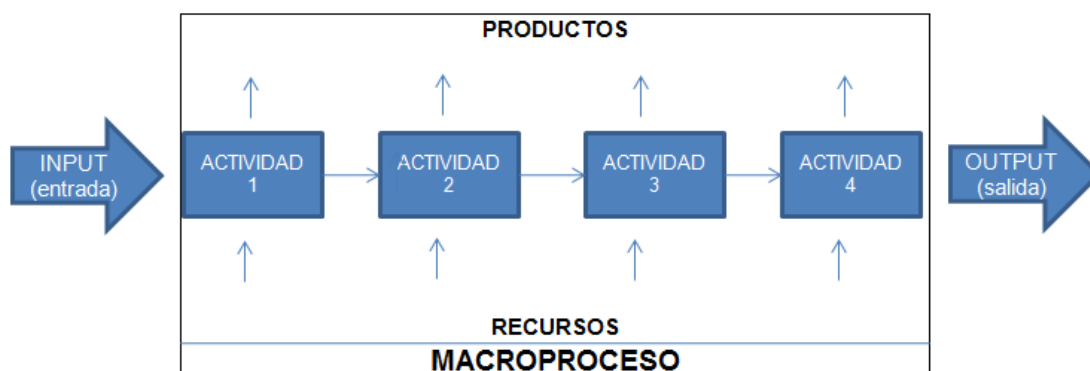 PRODUCTOS
INPUT
(entrada)
ACTIVIDAD
1
ACTIVIDAD
2
ACTIVIDAD
3
ACTIVIDAD
4
OUTPUT
(salida)
RECURSOS
MACROPROCESO